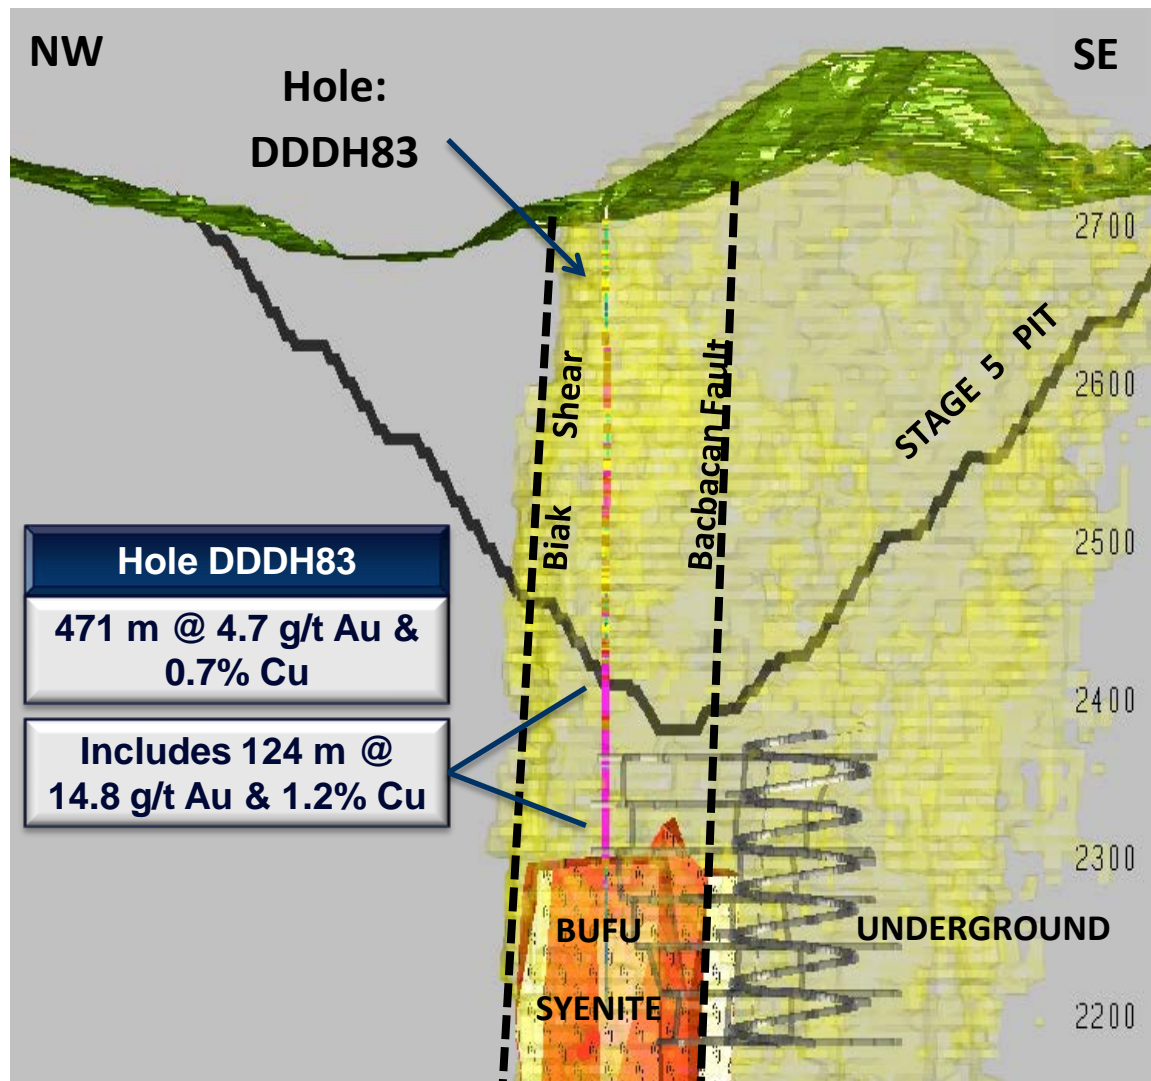 NW
SE
Hole:
DDDH83
2700
2600
2500
2400
2300
2200
Biak Shear
Bacbacan Fault
STAGE 5 PIT
Hole DDDH83
471 m @ 4.7 g/t Au &
0.7% Cu
Includes 124 m @
14.8 g/t Au & 1.2% Cu
BUFU
SYENITE
UNDERGROUND